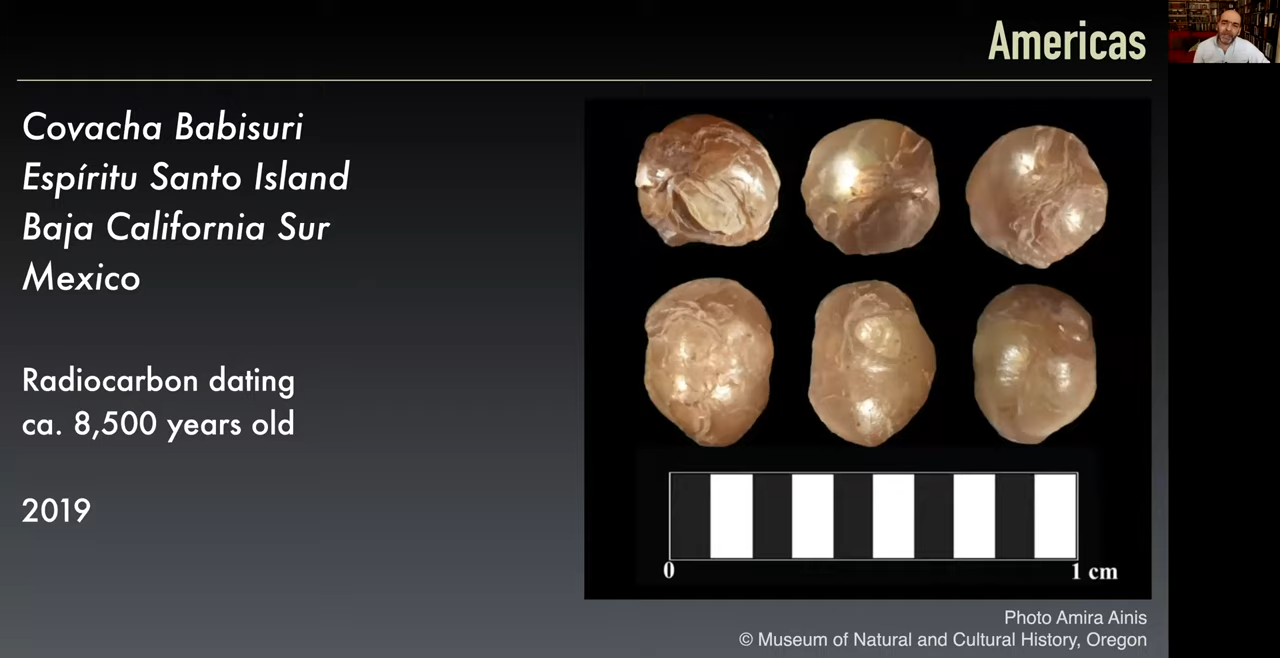 Americas
Covacha Babisuri
Espíritu Santo Island
Baja California Sur
Mexico
Radiocarbon dating
ca. 8,500 years old
2019
0
1 cm
Photo Amira Ainis
© Museum of Natural and Cultural History, Oregon